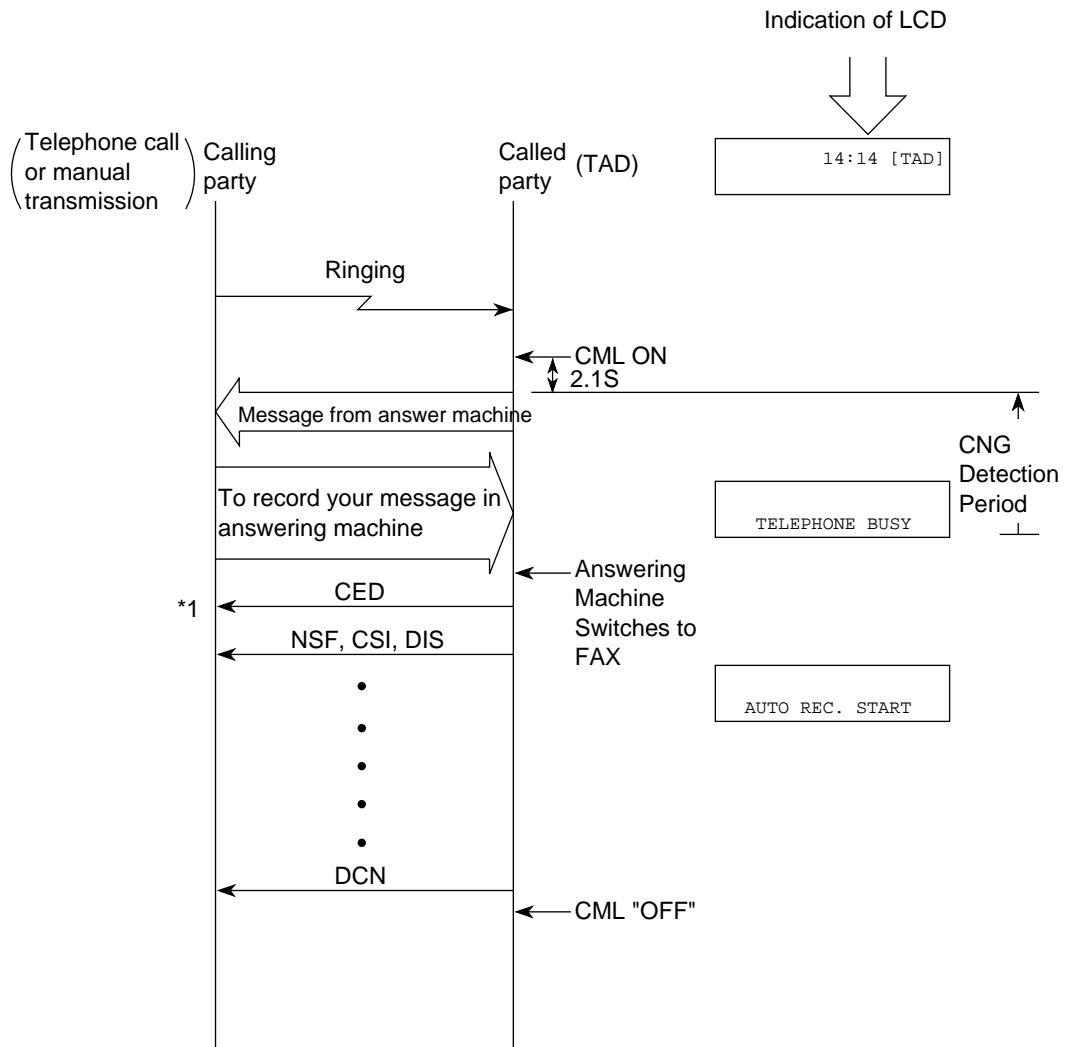 Indication of LCD
Telephone call
or manual
transmission
Calling
party
Called
party
(TAD)
14:14 [TAD]
Ringing
CML ON
2.1S
Message from answer machine
CNG
Detection
Period
To record your message in
answering machine
TELEPHONE BUSY
Answering
Machine
Switches to
FAX
*1
CED
NSF, CSI, DIS
AUTO REC. START
DCN
CML "OFF"